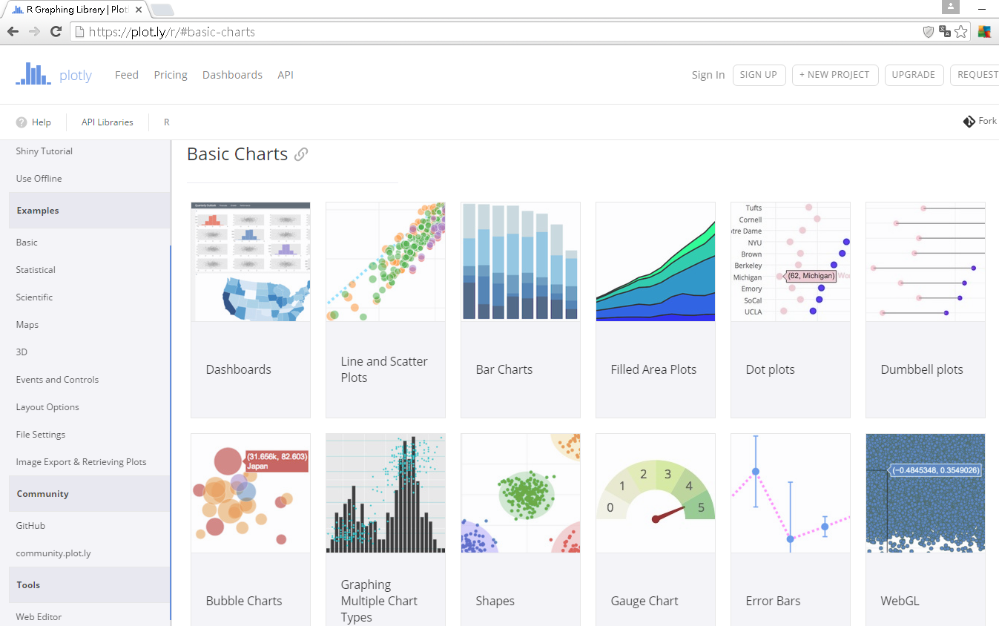 R Graphing Library | Plot
https://plot.ly/r/#basic-charts
plotly
Feed
Pricing
Dashboards
API
Sign In
SIGN UP
+ NEW PROJECT
UPGRADE
REQUEST
Help
API Libraries
R
Fork
Shiny Tutorial
Use Offline
Examples
Basic
Statistical
Scientific
Maps
3D
Events and Controls
Layout Options
File Settings
Image Export & Retrieving Plots
Community
GitHub
community.plot.ly
Tools
Web Editor
Basic Charts
Quarterly Outlook
Dashboards
Line and Scatter
Plots
Bar Charts
Filled Area Plots
Tufts
Cornell
otre Dame
NYU
Brown
Berkeley
Michigan
(62, Michigan)
Wo
Emory
SoCal
UCLA
Dot plots
Dumbbell plots
(31.656k, 82.603)
Japan
Bubble Charts
Graphing
Multiple Chart
Types
Shapes
0
1
2
3
4
5
Gauge Chart
Error Bars
(−0.4845348, 0.3549026)
WebGL